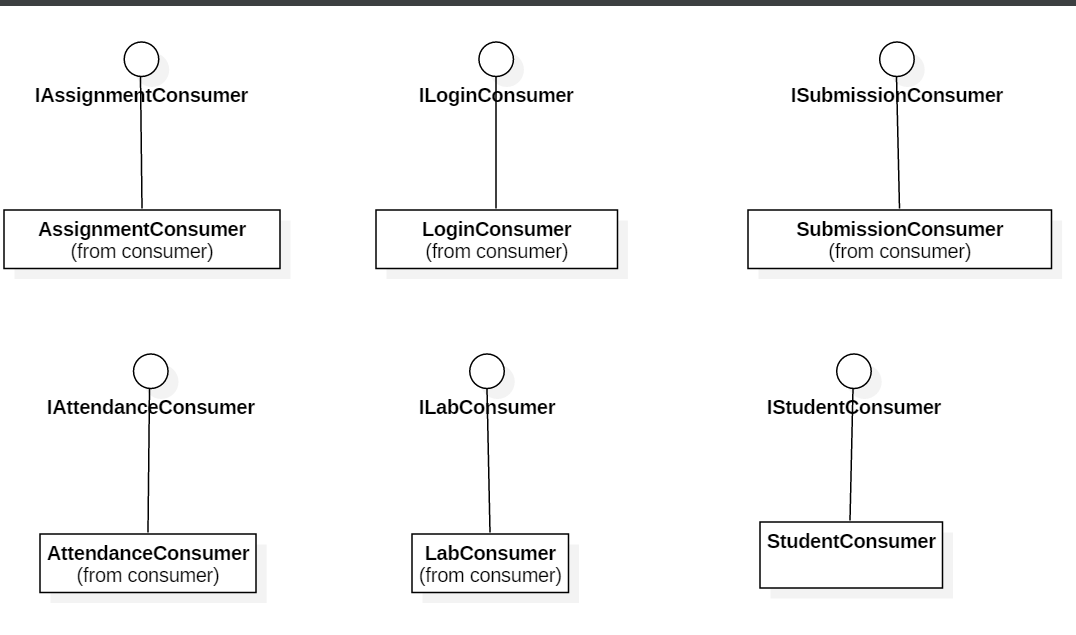 IAssignmentConsumer
ILoginConsumer
ISubmissionConsumer
AssignmentConsumer
(from consumer)
LoginConsumer
(from consumer)
SubmissionConsumer
(from consumer)
IAttendanceConsumer
ILabConsumer
IStudentConsumer
AttendanceConsumer
(from consumer)
LabConsumer
(from consumer)
StudentConsumer